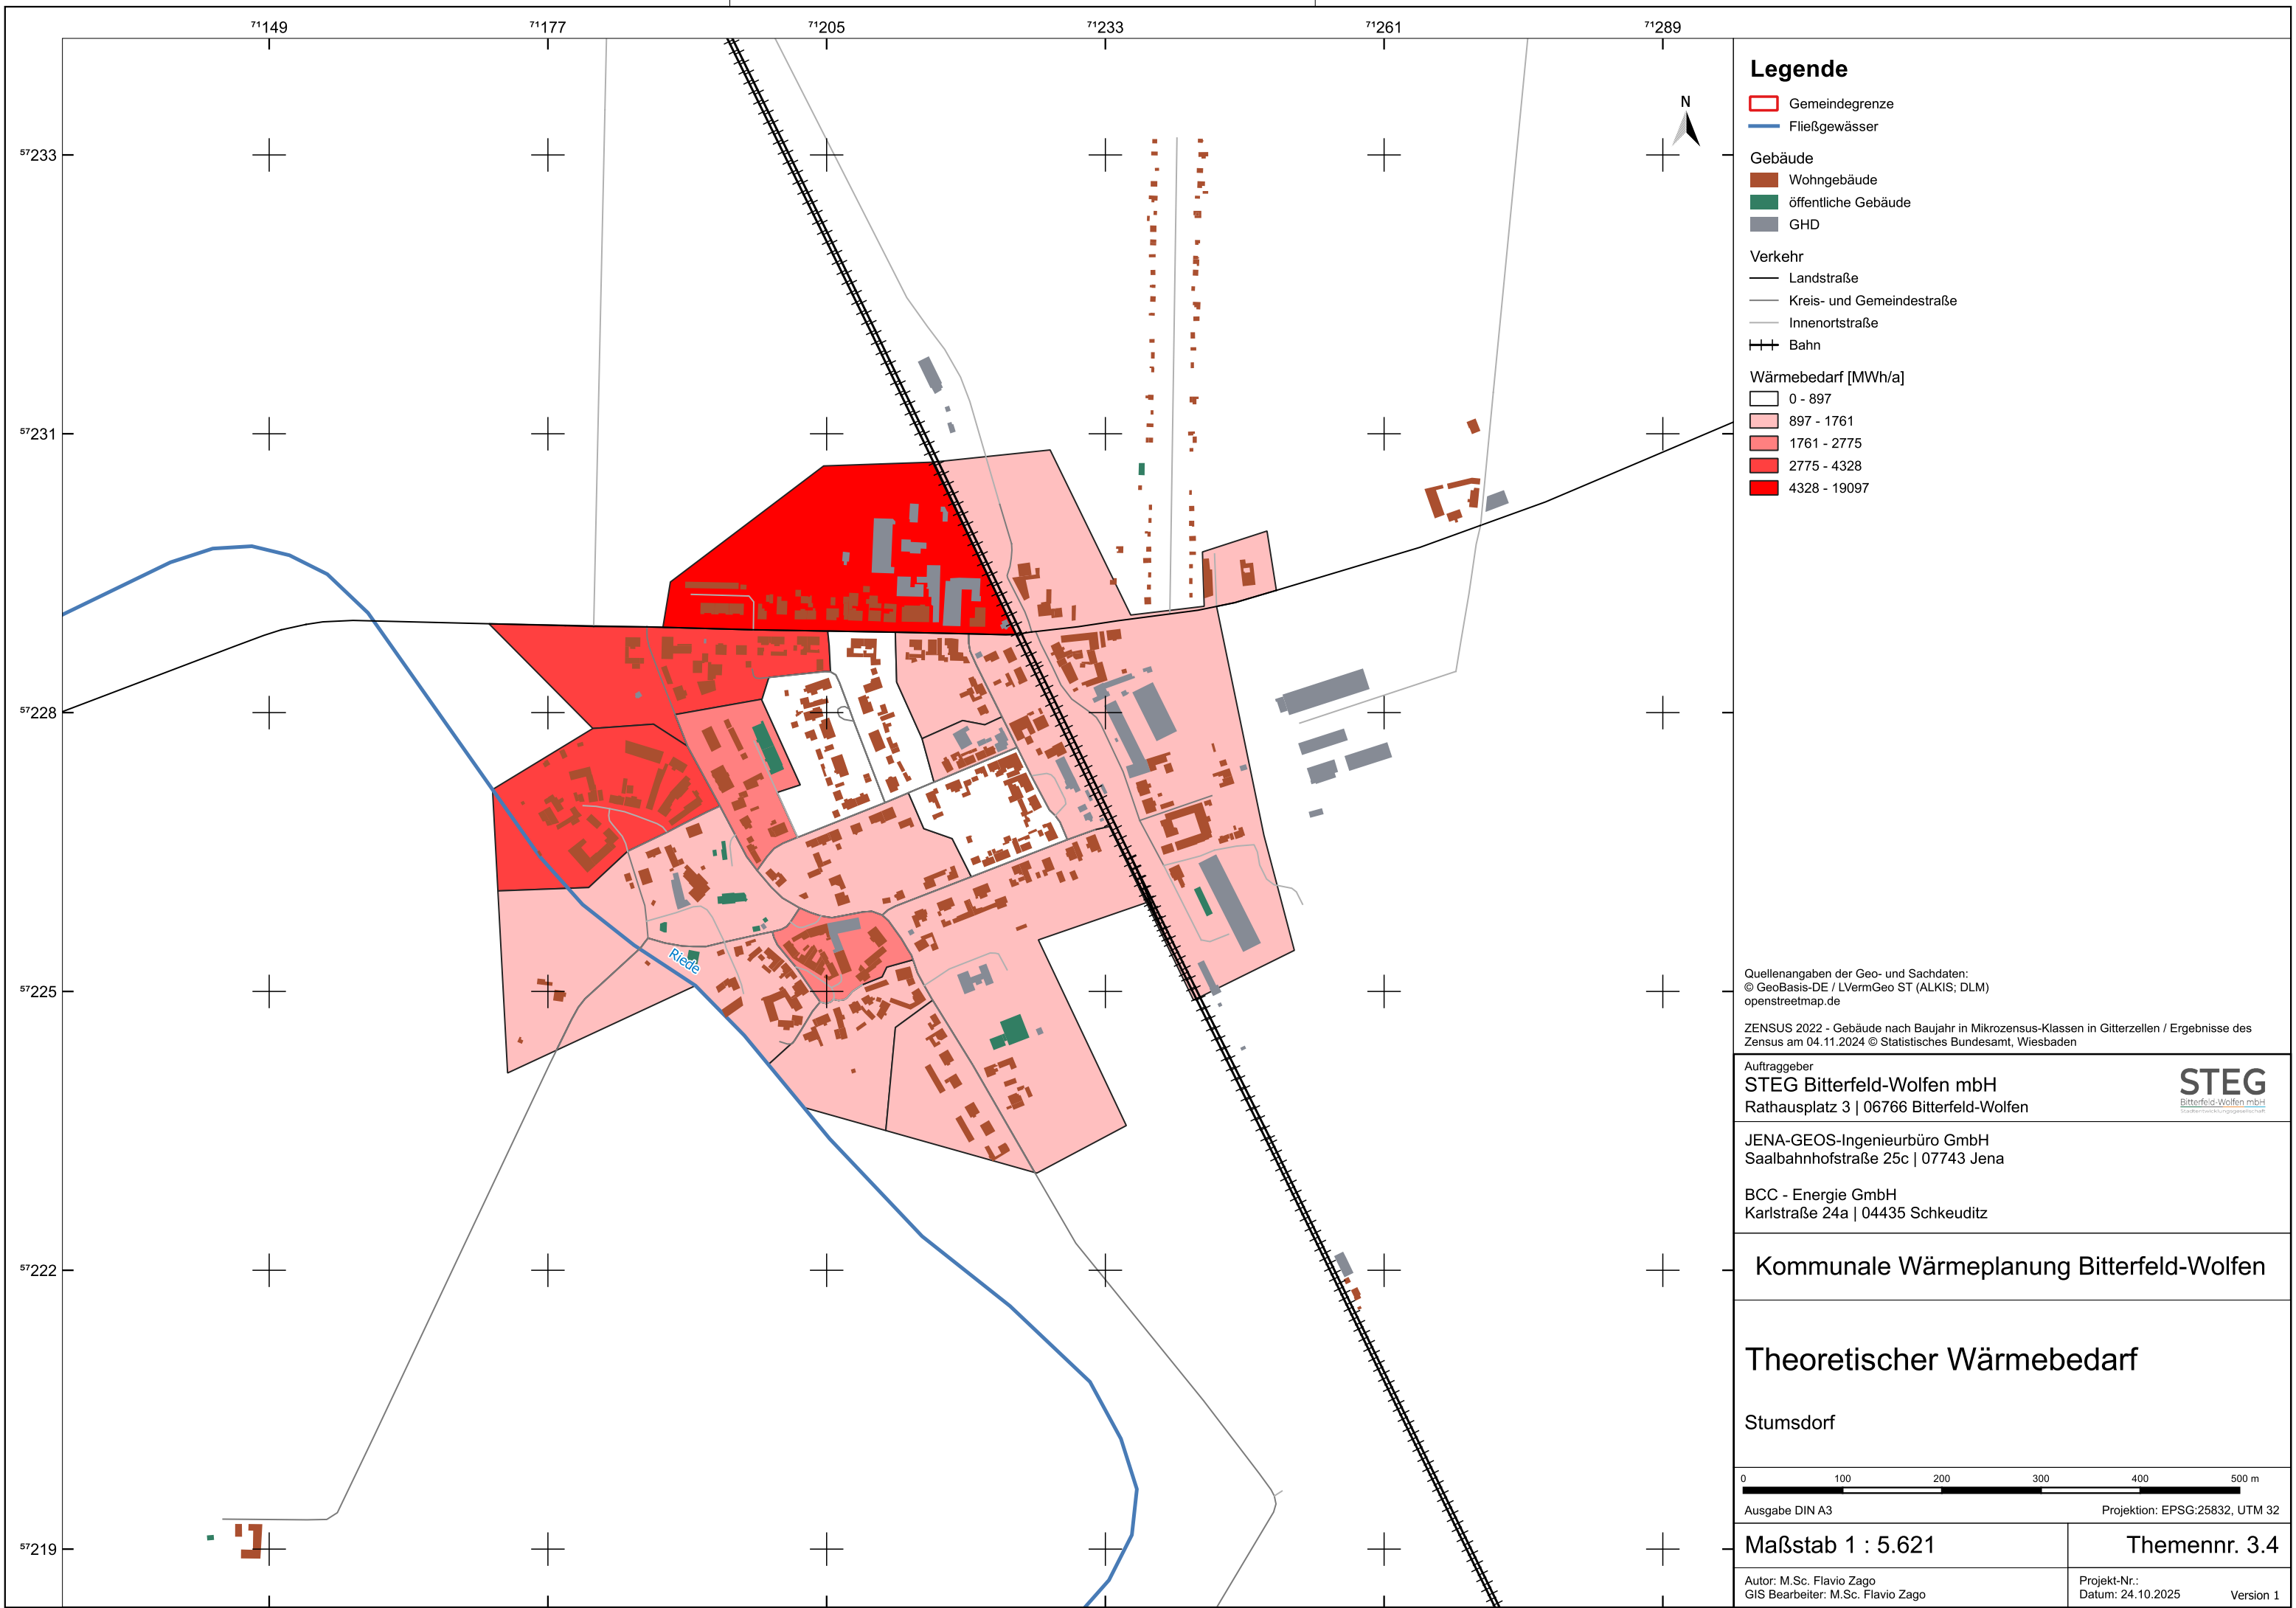 71149 71177 71205 71233 71261 71289
57233
57231
57228
57225
57222
57219
Riede
N
Legende
Gemeindegrenze
Fließgewässer
Gebäude
Wohngebäude
öffentliche Gebäude
GHD
Verkehr
Landstraße
Kreis- und Gemeindestraße
Innenortstraße
Bahn
Wärmebedarf [MWh/a]
0 - 897
897 - 1761
1761 - 2775
2775 - 4328
4328 - 19097
Quellenangaben der Geo- und Sachdaten:
© GeoBasis-DE / LVermGeo ST (ALKIS; DLM)
openstreetmap.de
ZENSUS 2022 - Gebäude nach Baujahr in Mikrozensus-Klassen in Gitterzellen / Ergebnisse des
Zensus am 04.11.2024 © Statistisches Bundesamt, Wiesbaden
Auftraggeber
STEG Bitterfeld-Wolfen mbH
Rathausplatz 3 | 06766 Bitterfeld-Wolfen
STEG
Bitterfeld-Wolfen mbH
Stadtentwicklungsgesellschaft
JENA-GEOS-Ingenieurbüro GmbH
Saalbahnhofstraße 25c | 07743 Jena
BCC - Energie GmbH
Karlstraße 24a | 04435 Schkeuditz
Kommunale Wärmeplanung Bitterfeld-Wolfen
Theoretischer Wärmebedarf
Stumsdorf
0 100 200 300 400 500 m
Ausgabe DIN A3 Projektion: EPSG:25832, UTM 32
Maßstab 1 : 5.621 Themennr. 3.4
Autor: M.Sc. Flavio Zago Projekt-Nr.:
GIS Bearbeiter: M.Sc. Flavio Zago Datum: 24.10.2025 Version 1